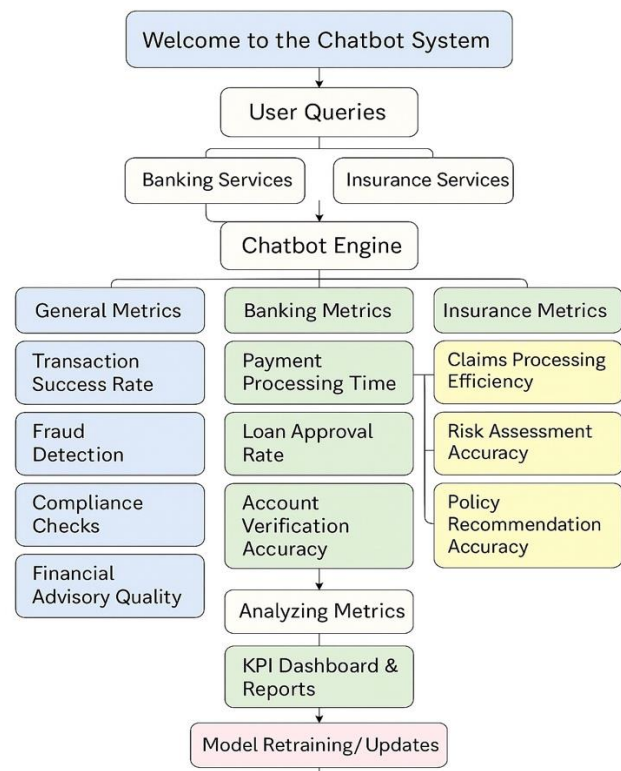 Welcome to the Chatbot System
User Queries
Banking Services
Insurance Services
Chatbot Engine
General Metrics
Banking Metrics
Insurance Metrics
Transaction
Success Rate
Payment
Processing Time
Claims Processing
Efficiency
Fraud
Detection
Loan Approval
Rate
Risk Assessment
Accuracy
Compliance
Checks
Account
Verification
Accuracy
Policy
Recommendation
Accuracy
Financial
Advisory Quality
Analyzing Metrics
KPI Dashboard &
Reports
Model Retraining/Updates